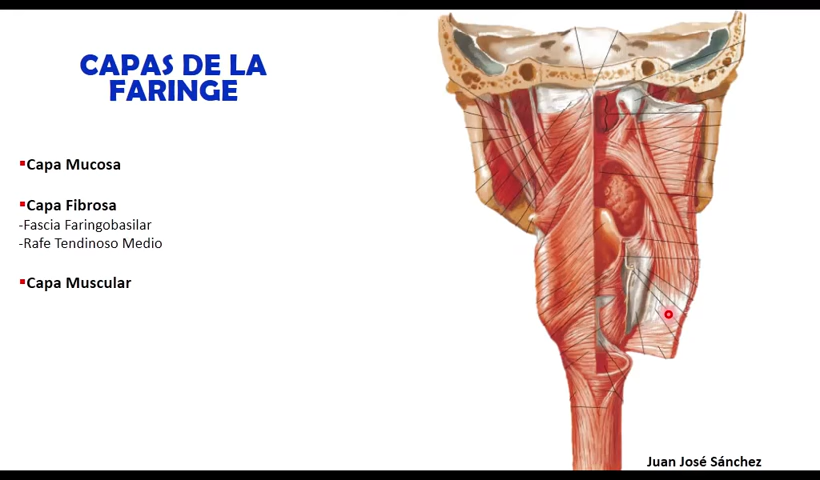 CAPAS DE LA
FARINGE
▪Capa Mucosa
▪Capa Fibrosa
-Fascia Faringobasilar
-Rafe Tendinoso Medio
▪Capa Muscular
Juan José Sánchez